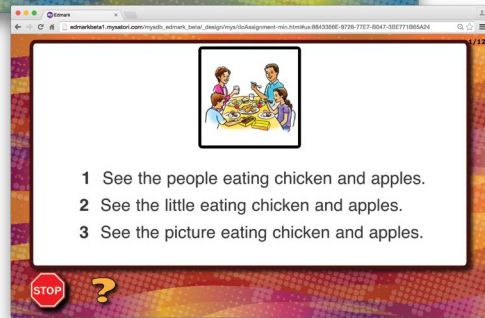 Edmark
edmarkbeta1.mysatori.com/mysdb_edmark_beta/_design/mys/doAssignment-min.html#us:8843386E-9728-77E7-B047-3BE771B65A24
1/12
1 See the people eating chicken and apples.
2 See the little eating chicken and apples.
3 See the picture eating chicken and apples.
STOP
?